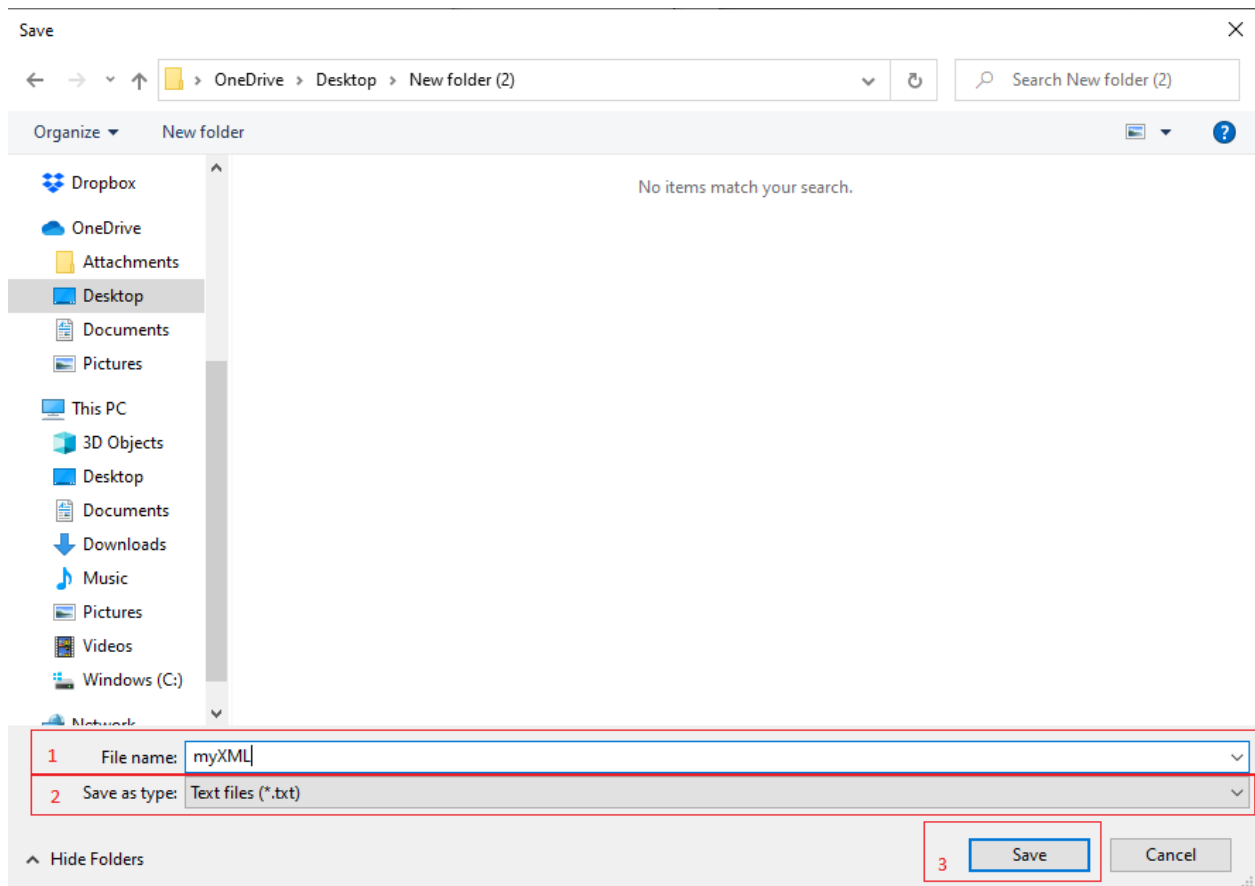 Save
OneDrive > Desktop > New folder (2)
Search New folder (2)
Organize
New folder
Dropbox
OneDrive
Attachments
Desktop
Documents
Pictures
This PC
3D Objects
Desktop
Documents
Downloads
Music
Pictures
Videos
Windows (C:)
Network
No items match your search.
1 File name: myXML
2 Save as type: Text files (*.txt)
Hide Folders
3 Save
Cancel